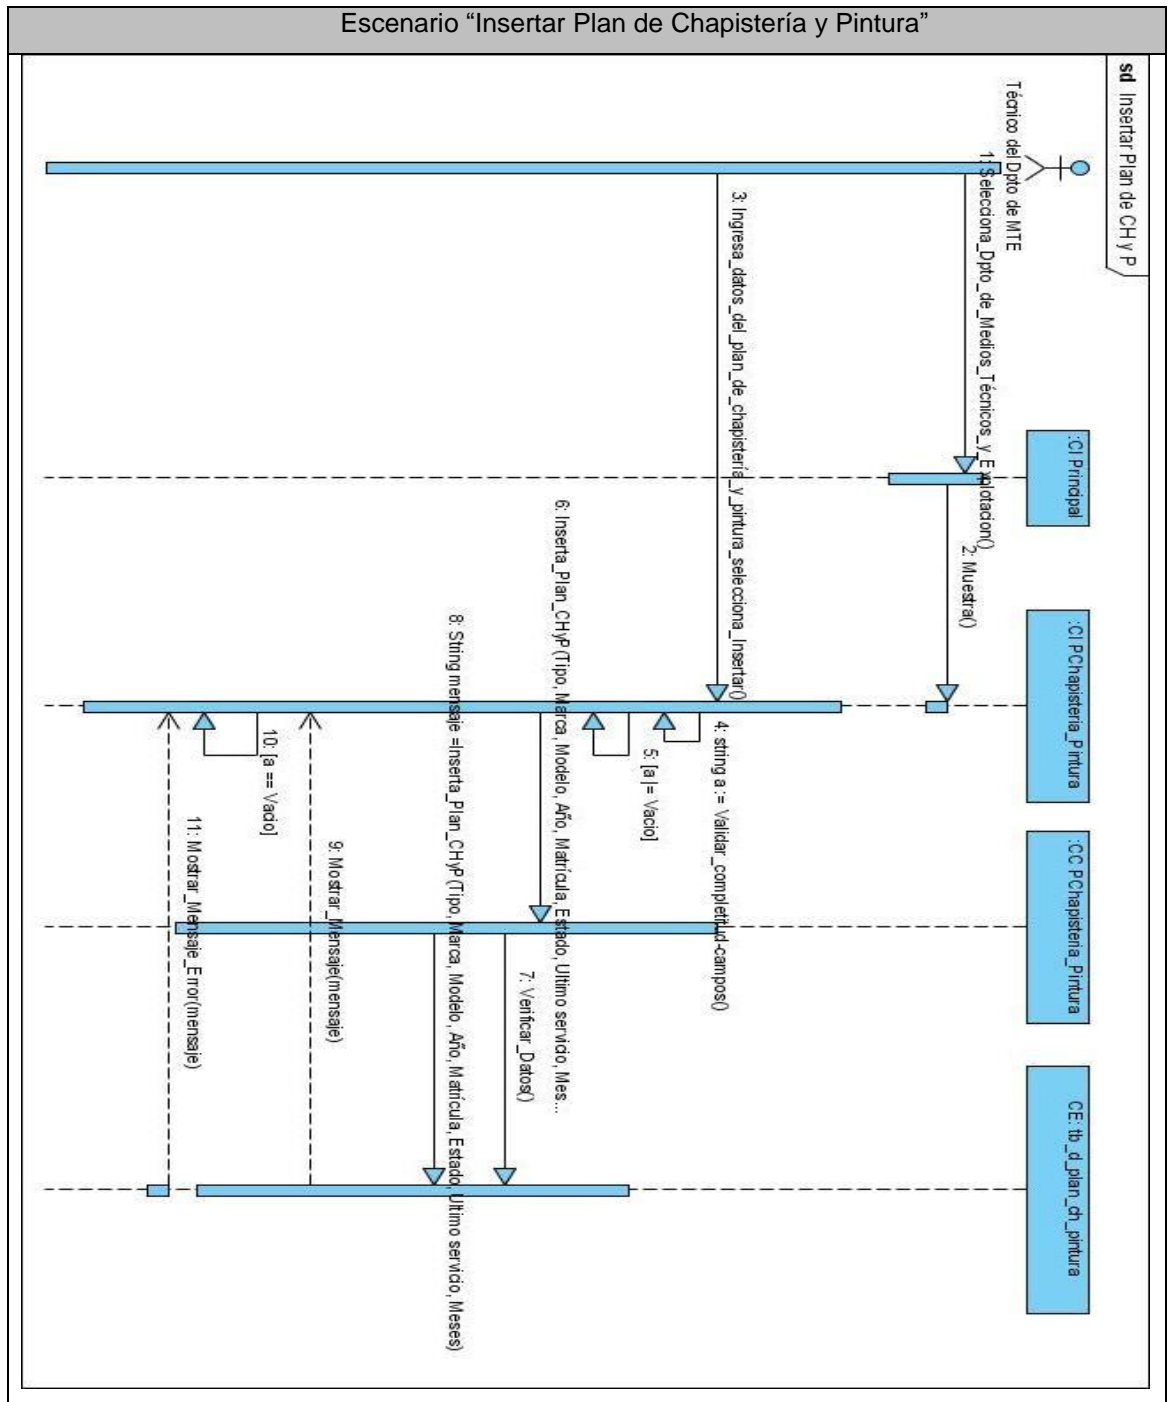 Escenario “Insertar Plan de Chapistería y Pintura”
sd Insertar Plan de CH y P
Técnico del Dpto de MTE
:CI Principal
:CI PChapisteria_Pintura
:CC PChapisteria_Pintura
CE: tb_d_plan_ch_pintura
1: Selecciona_Dpto_de_Medios_Técnicos_y_Explotacion()
2: Muestra()
3: Ingresa_datos_del_plan_de_chapistería_y_pintura_selecciona_Insertar()
4: string a := Validar_completitud-campos()
5: [a != Vacio]
6: Inserta_Plan_CHyP(Tipo, Marca, Modelo, Año, Matrícula, Estado, Ultimo servicio, Mes...
7: Verificar_Datos()
8: String mensaje =Inserta_Plan_CHyP(Tipo, Marca, Modelo, Año, Matrícula, Estado, Ultimo servicio, Meses)
9: Mostrar_Mensaje(mensaje)
10: [a == Vacio]
11: Mostrar_Mensaje_Error(mensaje)